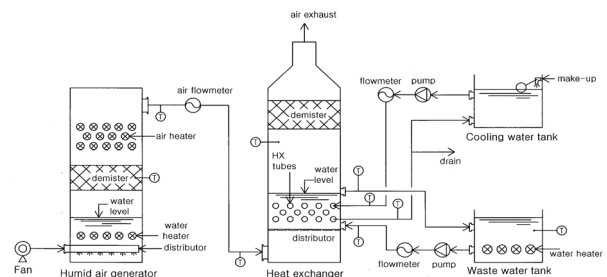 air exhaust
air flowmeter
flowmeter
pump
make-up
T
air heater
demister
T
HX
tubes
water
level
T
T
Cooling water tank
drain
demister
T
water
level
T
T
water
heater
distributor
distributor
T
T
T
water heater
Fan
Humid air generator
Heat exchanger
flowmeter
pump
Waste water tank